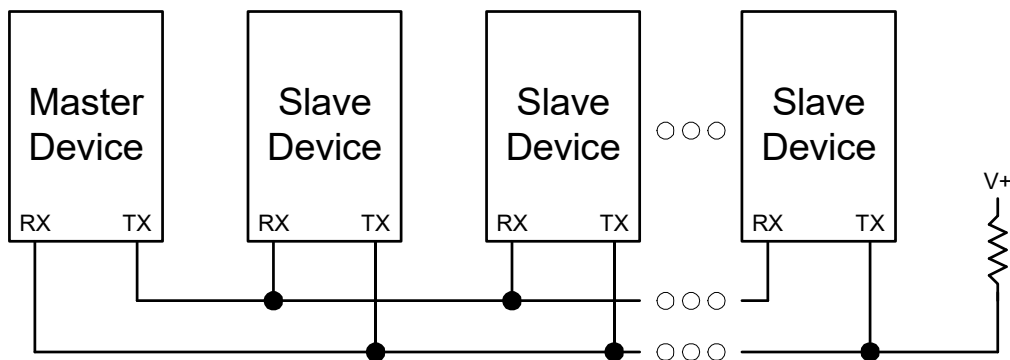 Master
Device
Slave
Device
Slave
Device
Slave
Device
RX TX
RX TX
RX TX
RX TX
V+